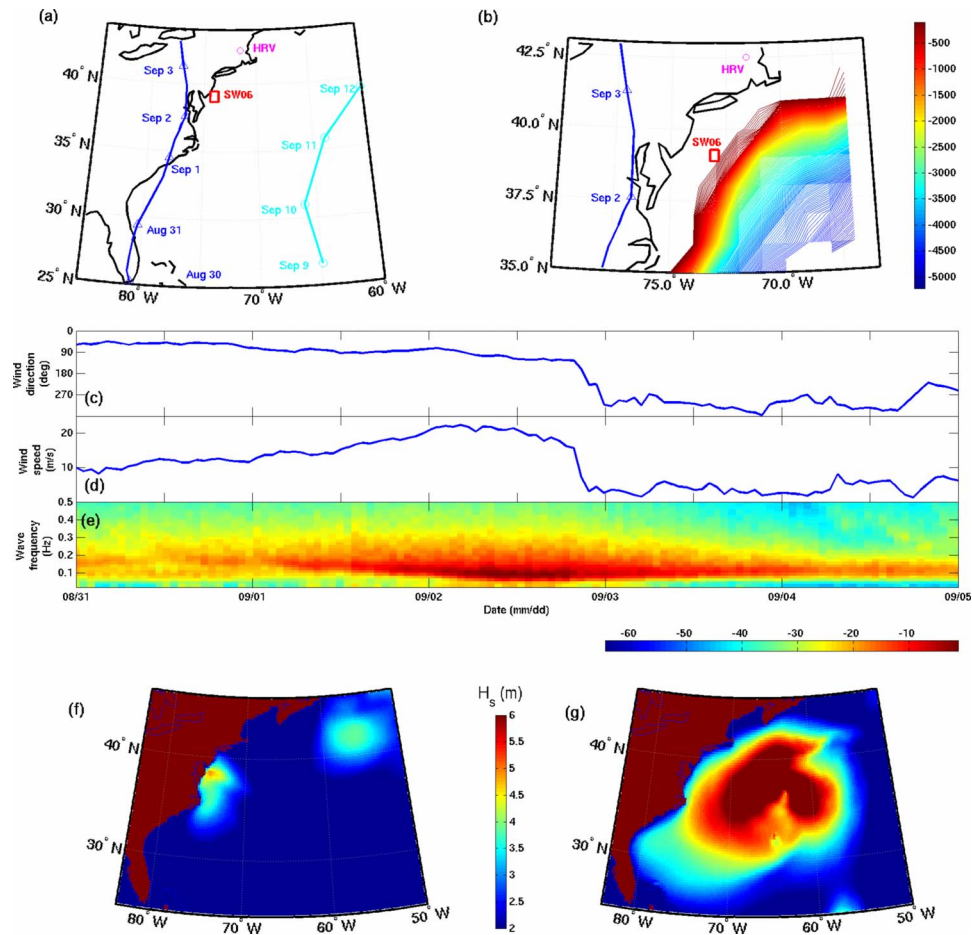 (a)
HRV
40° N
Sep 3
SW06
Sep 12
Sep 2
35° N
Sep 11
Sep 1
30° N
Sep 10
Aug 31
25° N
Sep 9
Aug 30
80° W
70° W
60° W
(b)
42.5° N
HRV
Sep 3
40.0° N
SW06
37.5° N
Sep 2
35.0° N
75.0° W
70.0° W
-500
-1000
-1500
-2000
-2500
-3000
-3500
-4000
-4500
-5000
Wind direction (deg)
0
90
180
270
(c)
Wind speed (m/s)
20
10
(d)
Wave frequency (Hz)
0.5
0.4
0.3
0.2
0.1
(e)
08/31
09/01
09/02
09/03
09/04
09/05
Date (mm/dd)
-60
-50
-40
-30
-20
-10
(f)
40° N
30° N
80° W
70° W
60° W
50° W
Hs (m)
6
5.5
5
4.5
4
3.5
3
2.5
2
(g)
40° N
30° N
80° W
70° W
60° W
50° W